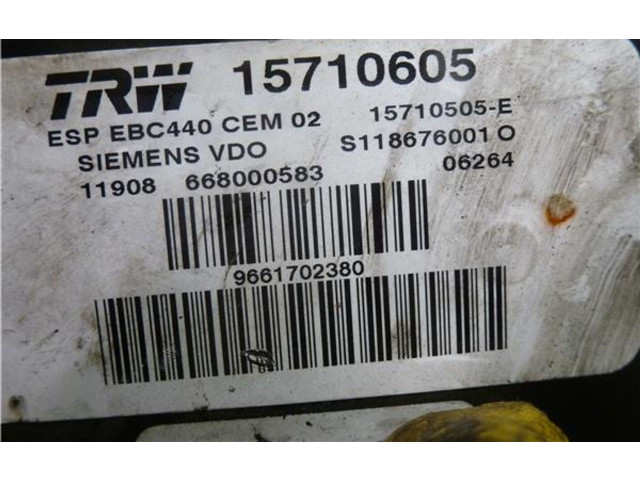 TRW 15710605
ESP EBC440 CEM 02 15710505-E
SIEMENS VDO S118676001 O
11908 668000583 06264
9661702380